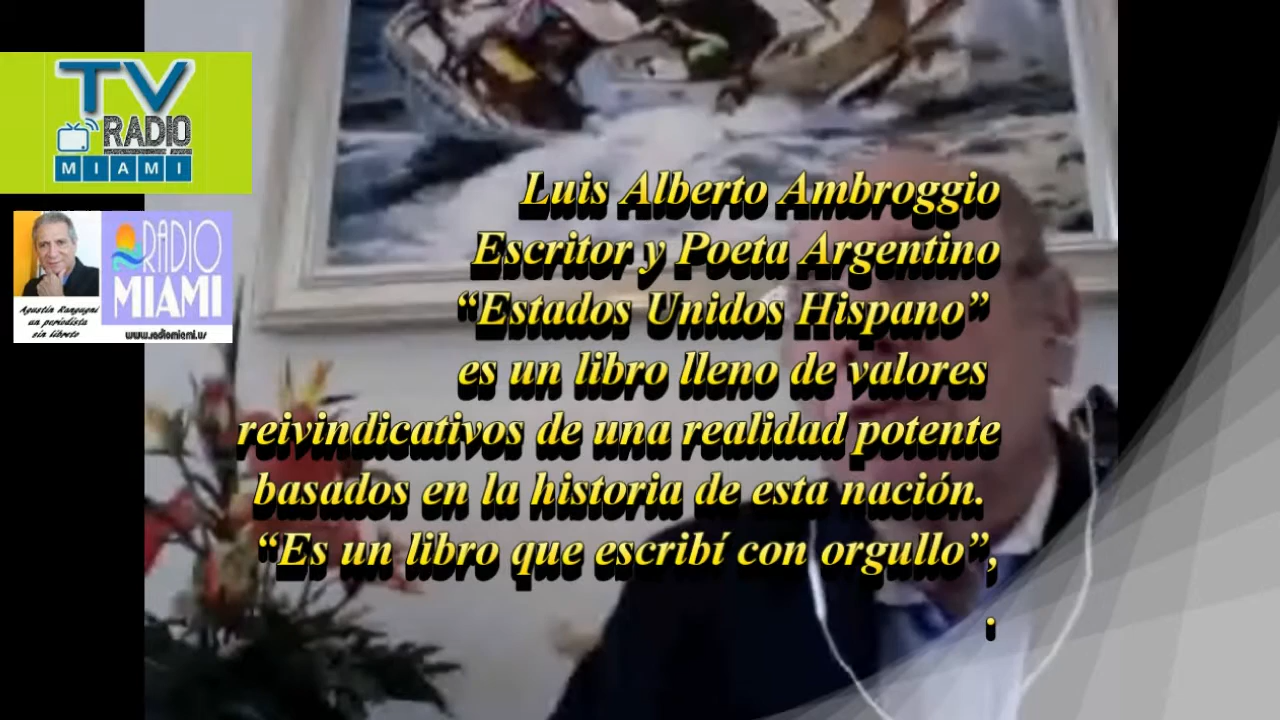 TV
RADIO
MIAMI
RADIO
MIAMI
Agustín Rangugni
un periodista
sin libreto
www.radiomiami.us
Luis Alberto Ambroggio
Escritor y Poeta Argentino
“Estados Unidos Hispano”
es un libro lleno de valores
reivindicativos de una realidad potente
basados en la historia de esta nación.
“Es un libro que escribí con orgullo”,
.